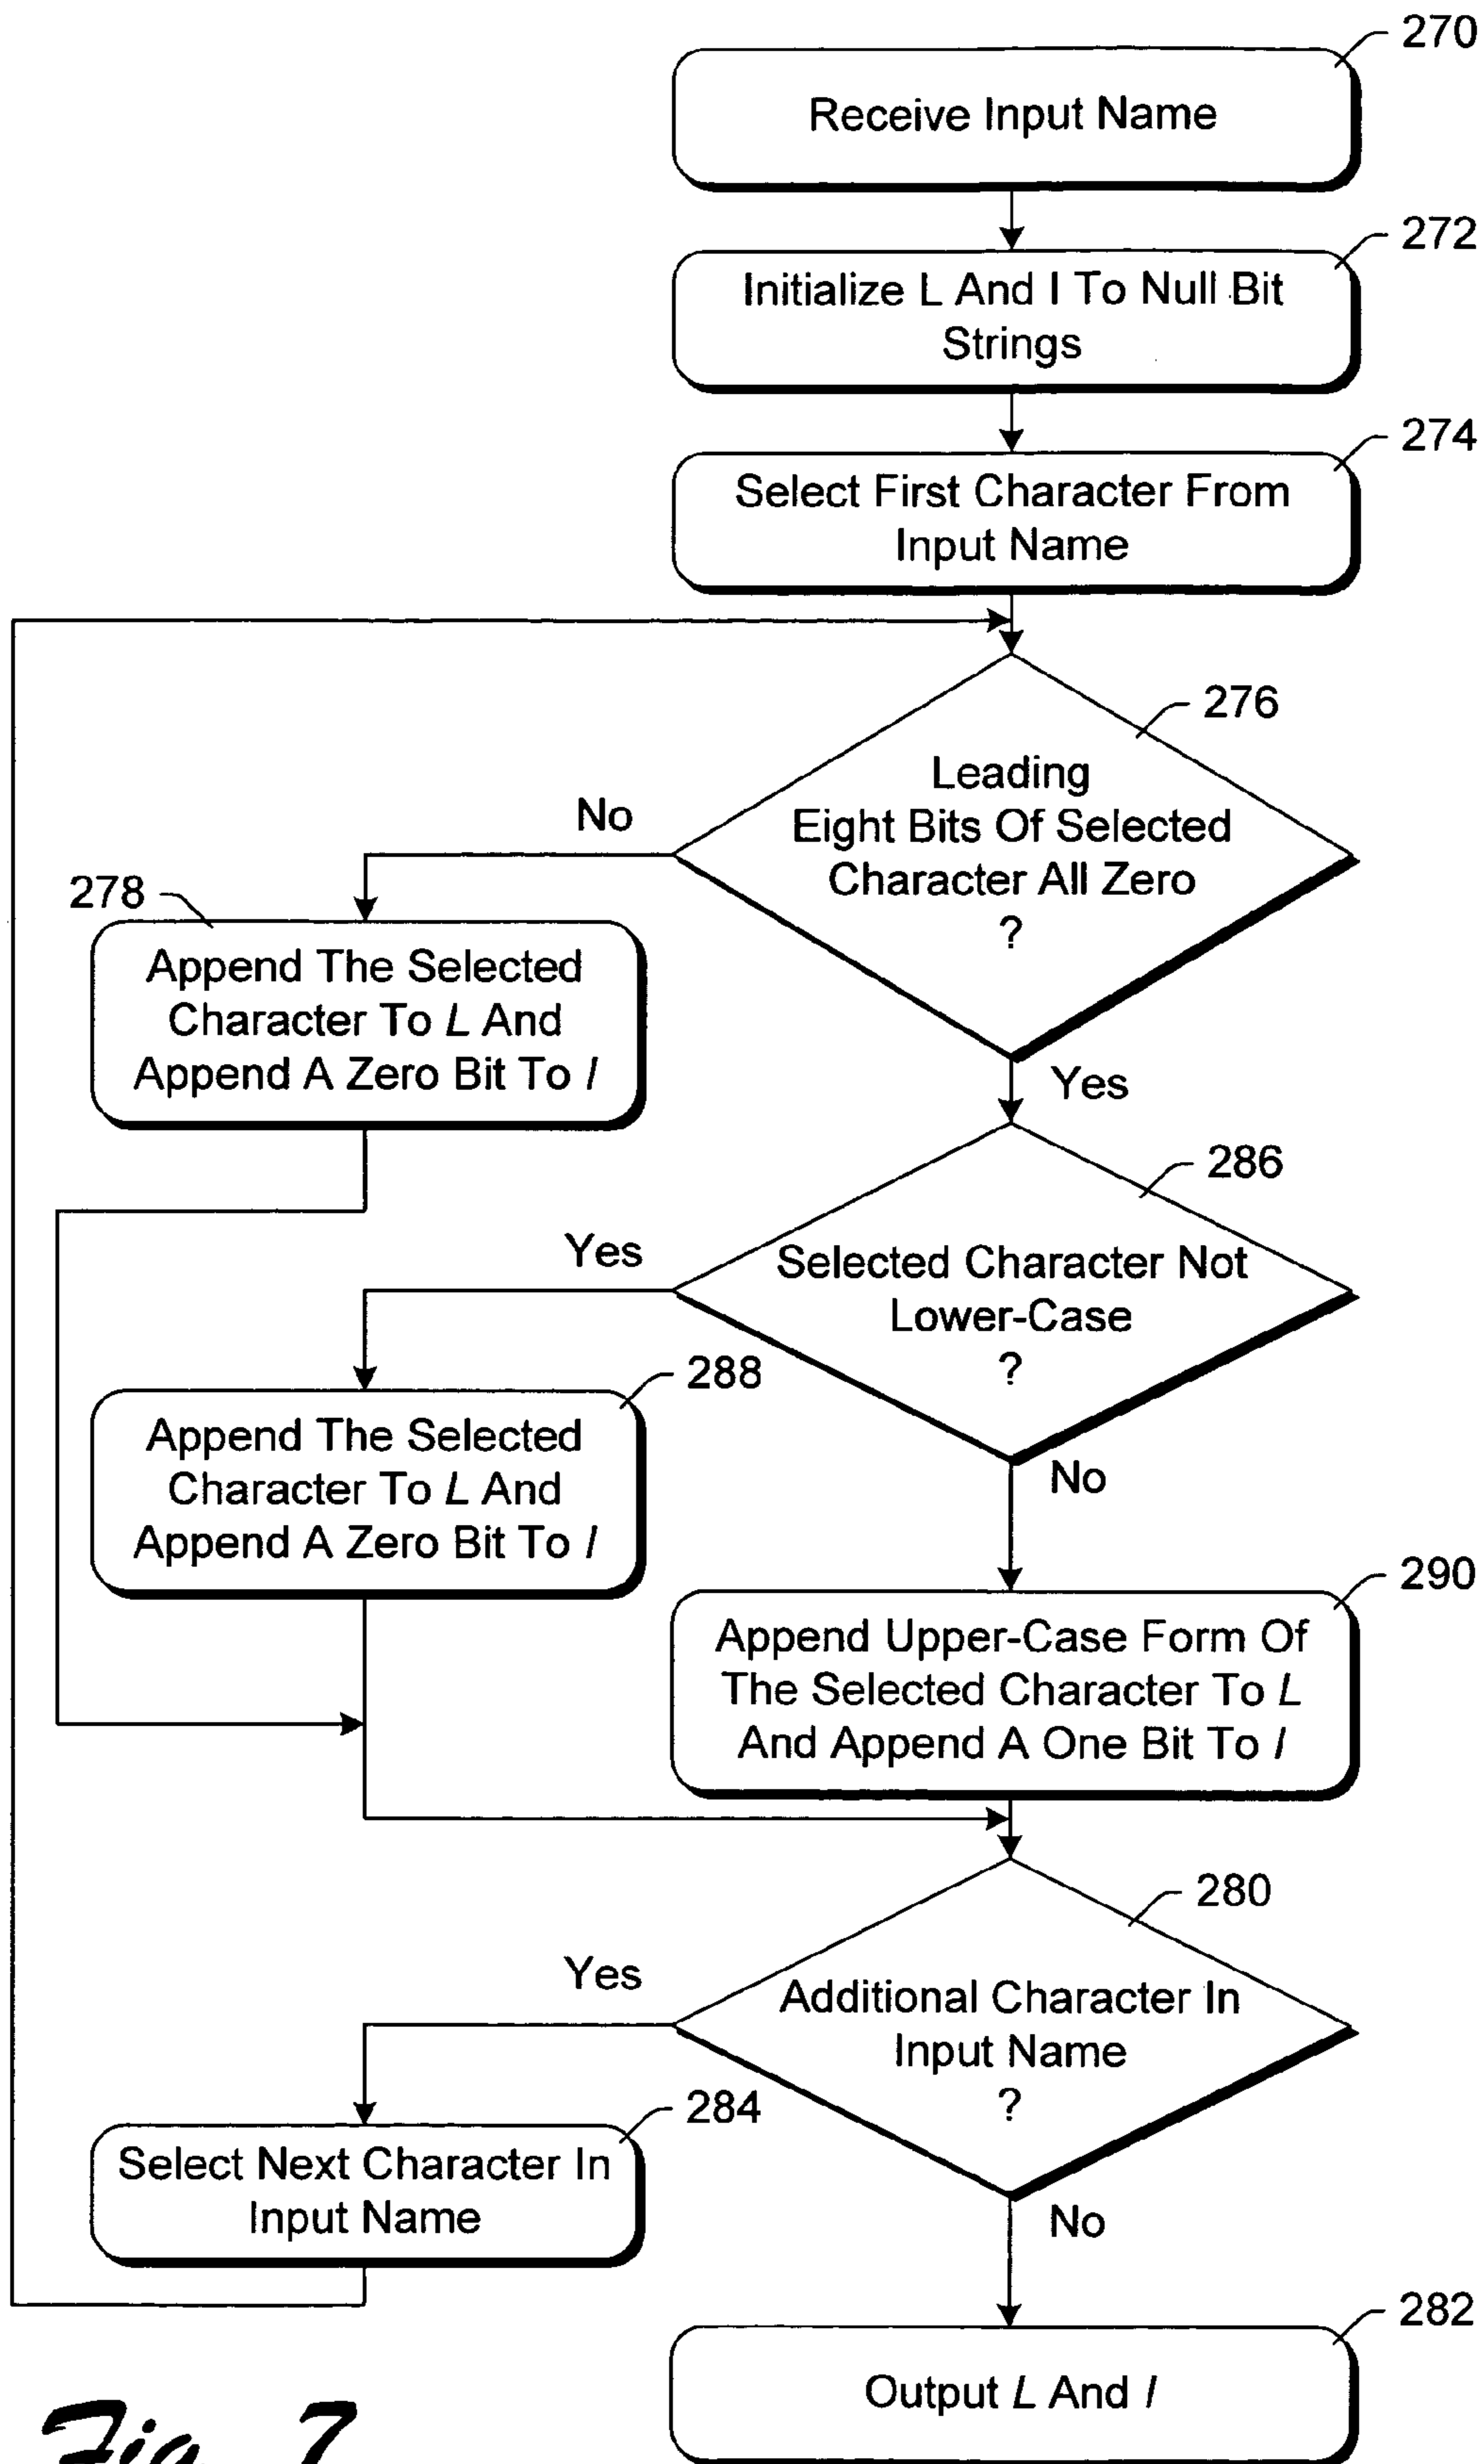 270
Receive Input Name
272
Initialize L And I To Null Bit
Strings
274
Select First Character From
Input Name
276
Leading
Eight Bits Of Selected
Character All Zero
?
No
Yes
278
Append The Selected
Character To L And
Append A Zero Bit To I
286
Selected Character Not
Lower-Case
?
Yes
No
288
Append The Selected
Character To L And
Append A Zero Bit To I
290
Append Upper-Case Form Of
The Selected Character To L
And Append A One Bit To I
280
Additional Character In
Input Name
?
Yes
No
284
Select Next Character In
Input Name
282
Output L And I
Fig. 7